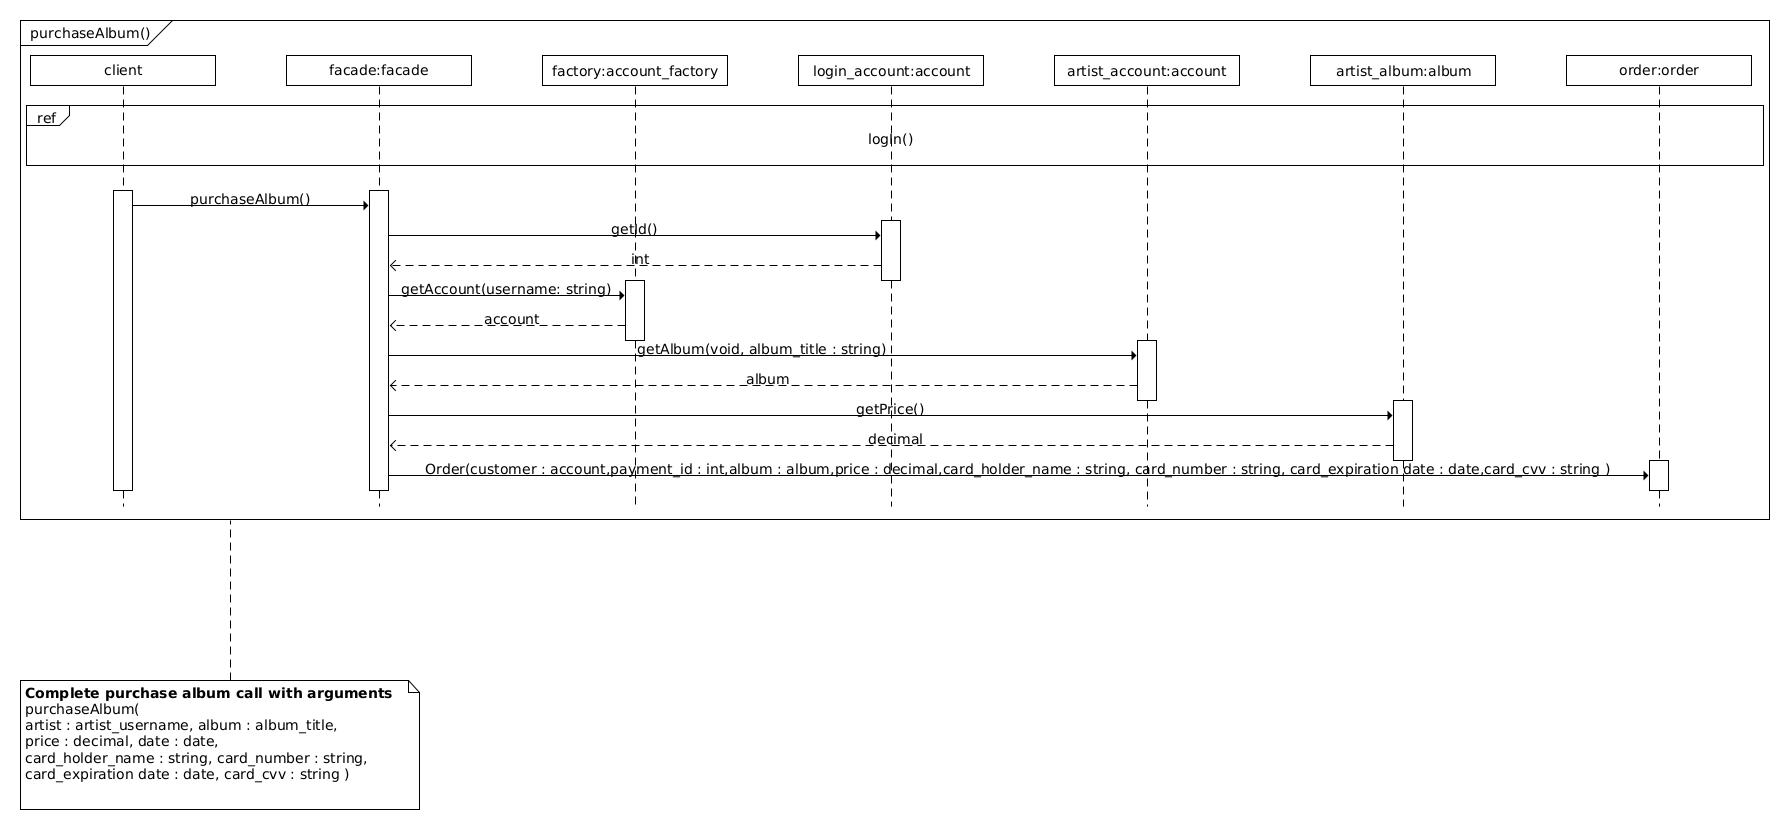 purchaseAlbum()
client
facade:facade
factory:account_factory
login_account:account
artist_account:account
artist_album:album
order:order
ref
login()
purchaseAlbum()
getId()
int
getAccount(username: string)
account
getAlbum(void, album_title : string)
album
getPrice()
decimal
Order(customer : account,payment_id : int,album : album,price : decimal,card_holder_name : string, card_number : string, card_expiration date : date,card_cvv : string )
Complete purchase album call with arguments
purchaseAlbum(
artist : artist_username, album : album_title,
price : decimal, date : date,
card_holder_name : string, card_number : string,
card_expiration date : date, card_cvv : string )